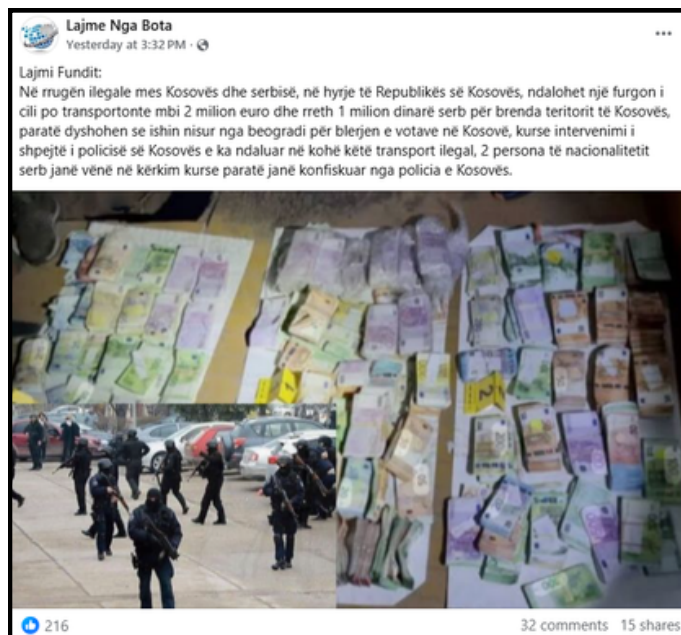 Lajme Nga Bota
Yesterday at 3:32 PM ·
Lajmi Fundit:
Në rrugën ilegale mes Kosovës dhe serbisë, në hyrje të Republikës së Kosovës, ndalohet një furgon i
cili po transportonte mbi 2 milion euro dhe rreth 1 milion dinarë serb për brenda teritorit të Kosovës,
paratë dyshohen se ishin nisur nga beogradi për blerjen e votave në Kosovë, kurse intervenimi i
shpejtë i policisë së Kosovës e ka ndaluar në kohë këtë transport ilegal, 2 persona të nacionalitetit
serb janë vënë në kërkim kurse paratë janë konfiskuar nga policia e Kosovës.
216
32 comments 15 shares